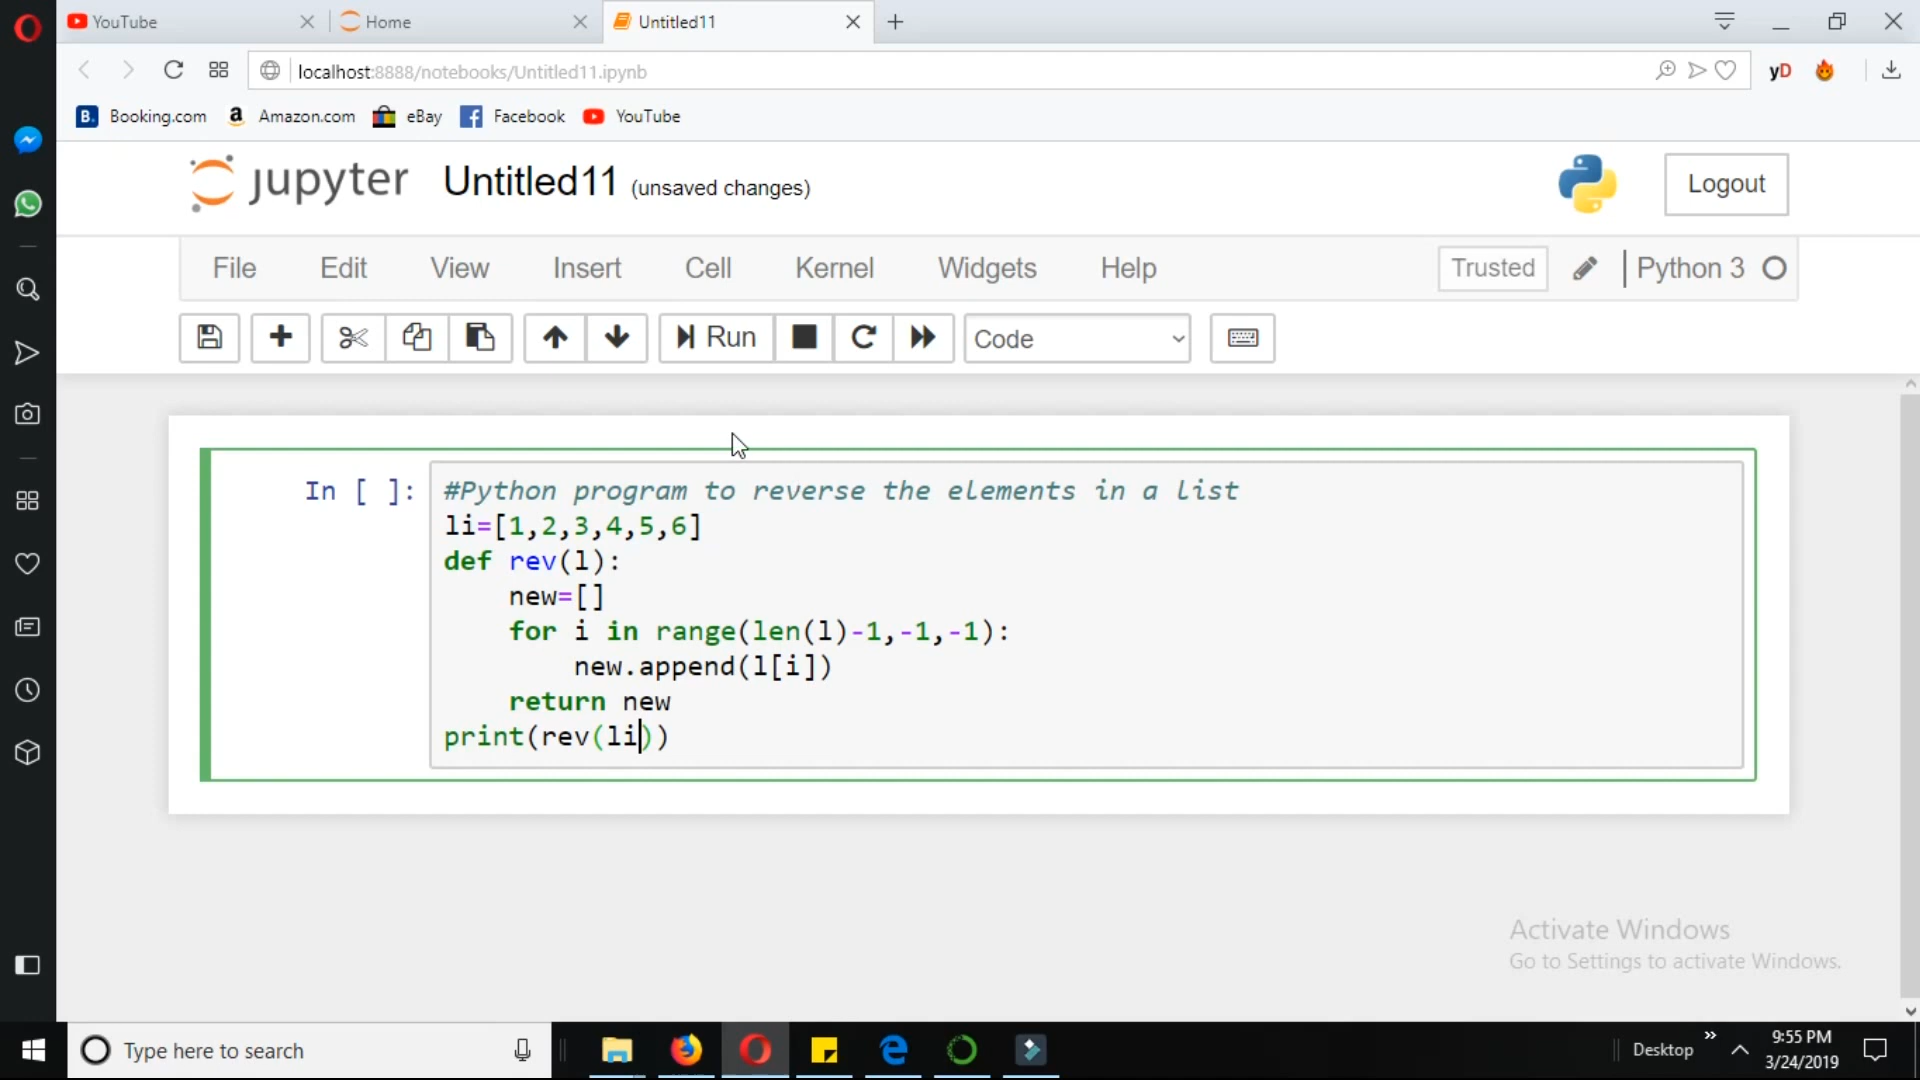 YouTube
Home
Untitled11
localhost:8888/notebooks/Untitled11.ipynb
yD
B. Booking.com
a Amazon.com
eBay
Facebook
YouTube
jupyter Untitled11 (unsaved changes)
Logout
File Edit View Insert Cell Kernel Widgets Help
Trusted
Python 3
Run
Code
In [ ]:
#Python program to reverse the elements in a list
li=[1,2,3,4,5,6]
def rev(l):
    new=[]
    for i in range(len(l)-1,-1,-1):
        new.append(l[i])
    return new
print(rev(li))
Activate Windows
Go to Settings to activate Windows.
Type here to search
Desktop
9:55 PM
3/24/2019